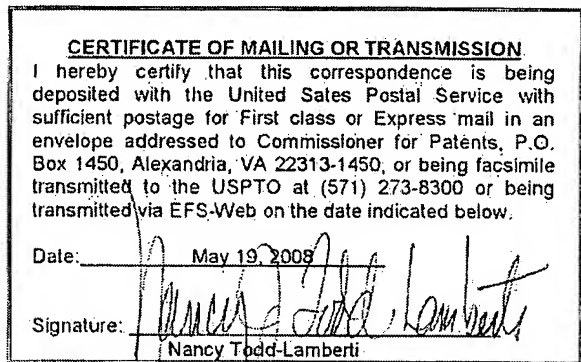 CERTIFICATE OF MAILING OR TRANSMISSION
I hereby certify that this correspondence is being
deposited with the United Sates Postal Service with
sufficient postage for First class or Express mail in an
envelope addressed to Commissioner for Patents, P.O.
Box 1450, Alexandria, VA 22313-1450, or being facsimile
transmitted to the USPTO at (571) 273-8300 or being
transmitted via EFS-Web on the date indicated below.
Date: May 19, 2008
Signature: Nancy Todd-Lamberti
Nancy Todd-Lamberti